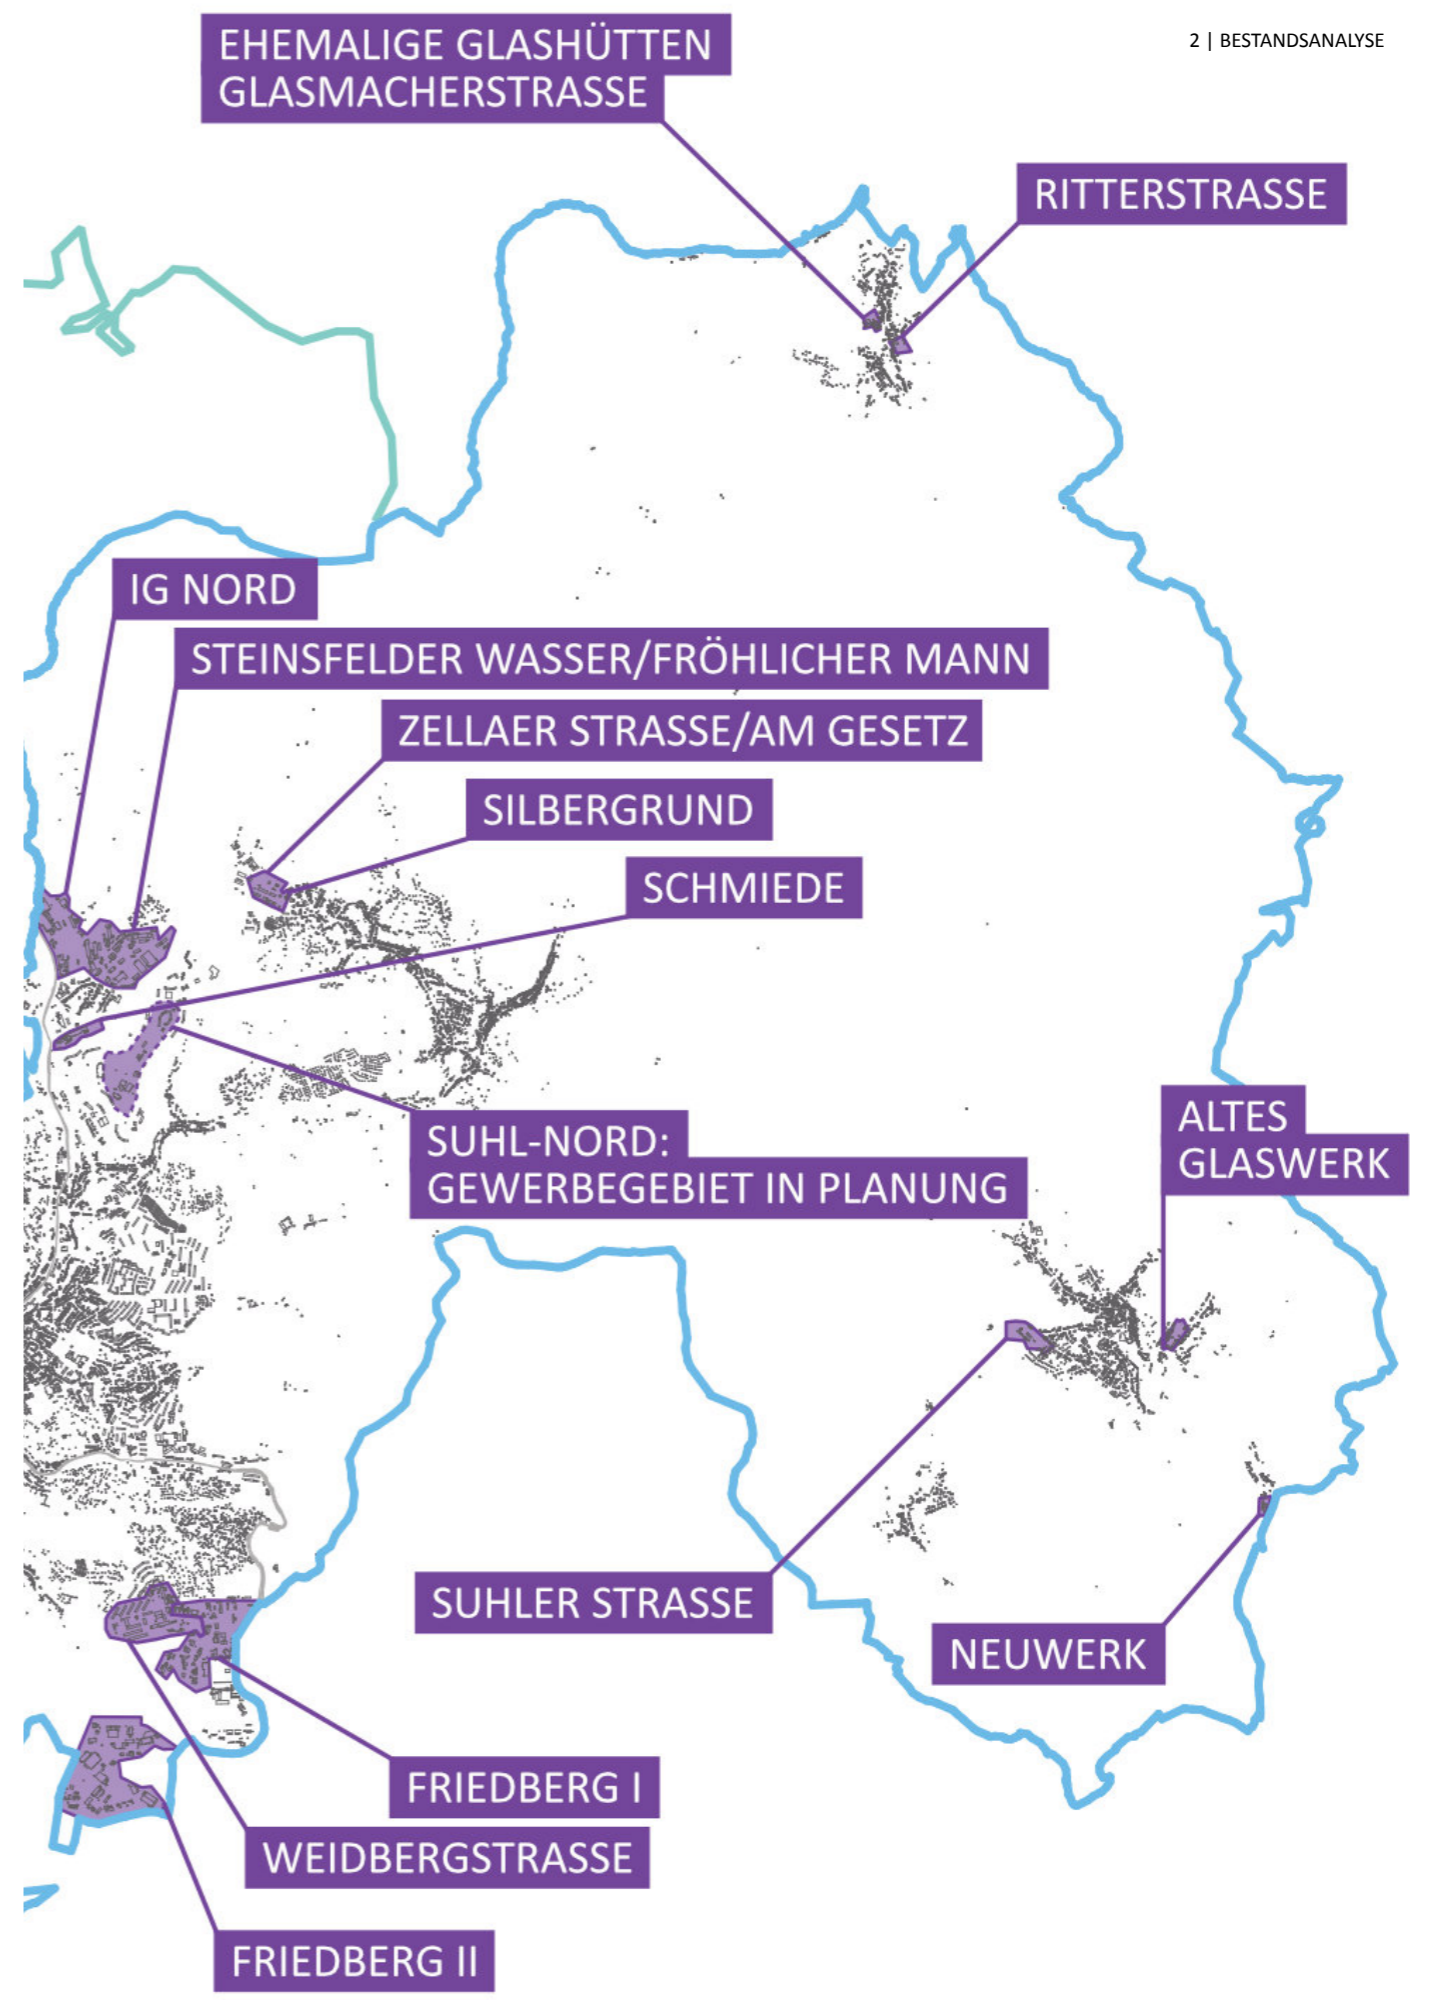 2 | BESTANDSANALYSE
EHEMALIGE GLASHÜTTEN
GLASMACHERSTRASSE
RITTERSTRASSE
IG NORD
STEINSFELDER WASSER/FRÖHLICHER MANN
ZELLAER STRASSE/AM GESETZ
SILBERGRUND
SCHMIEDE
SUHL-NORD:
GEWERBEGEBIET IN PLANUNG
ALTES
GLASWERK
SUHLER STRASSE
NEUWERK
FRIEDBERG I
WEIDBERGSTRASSE
FRIEDBERG II